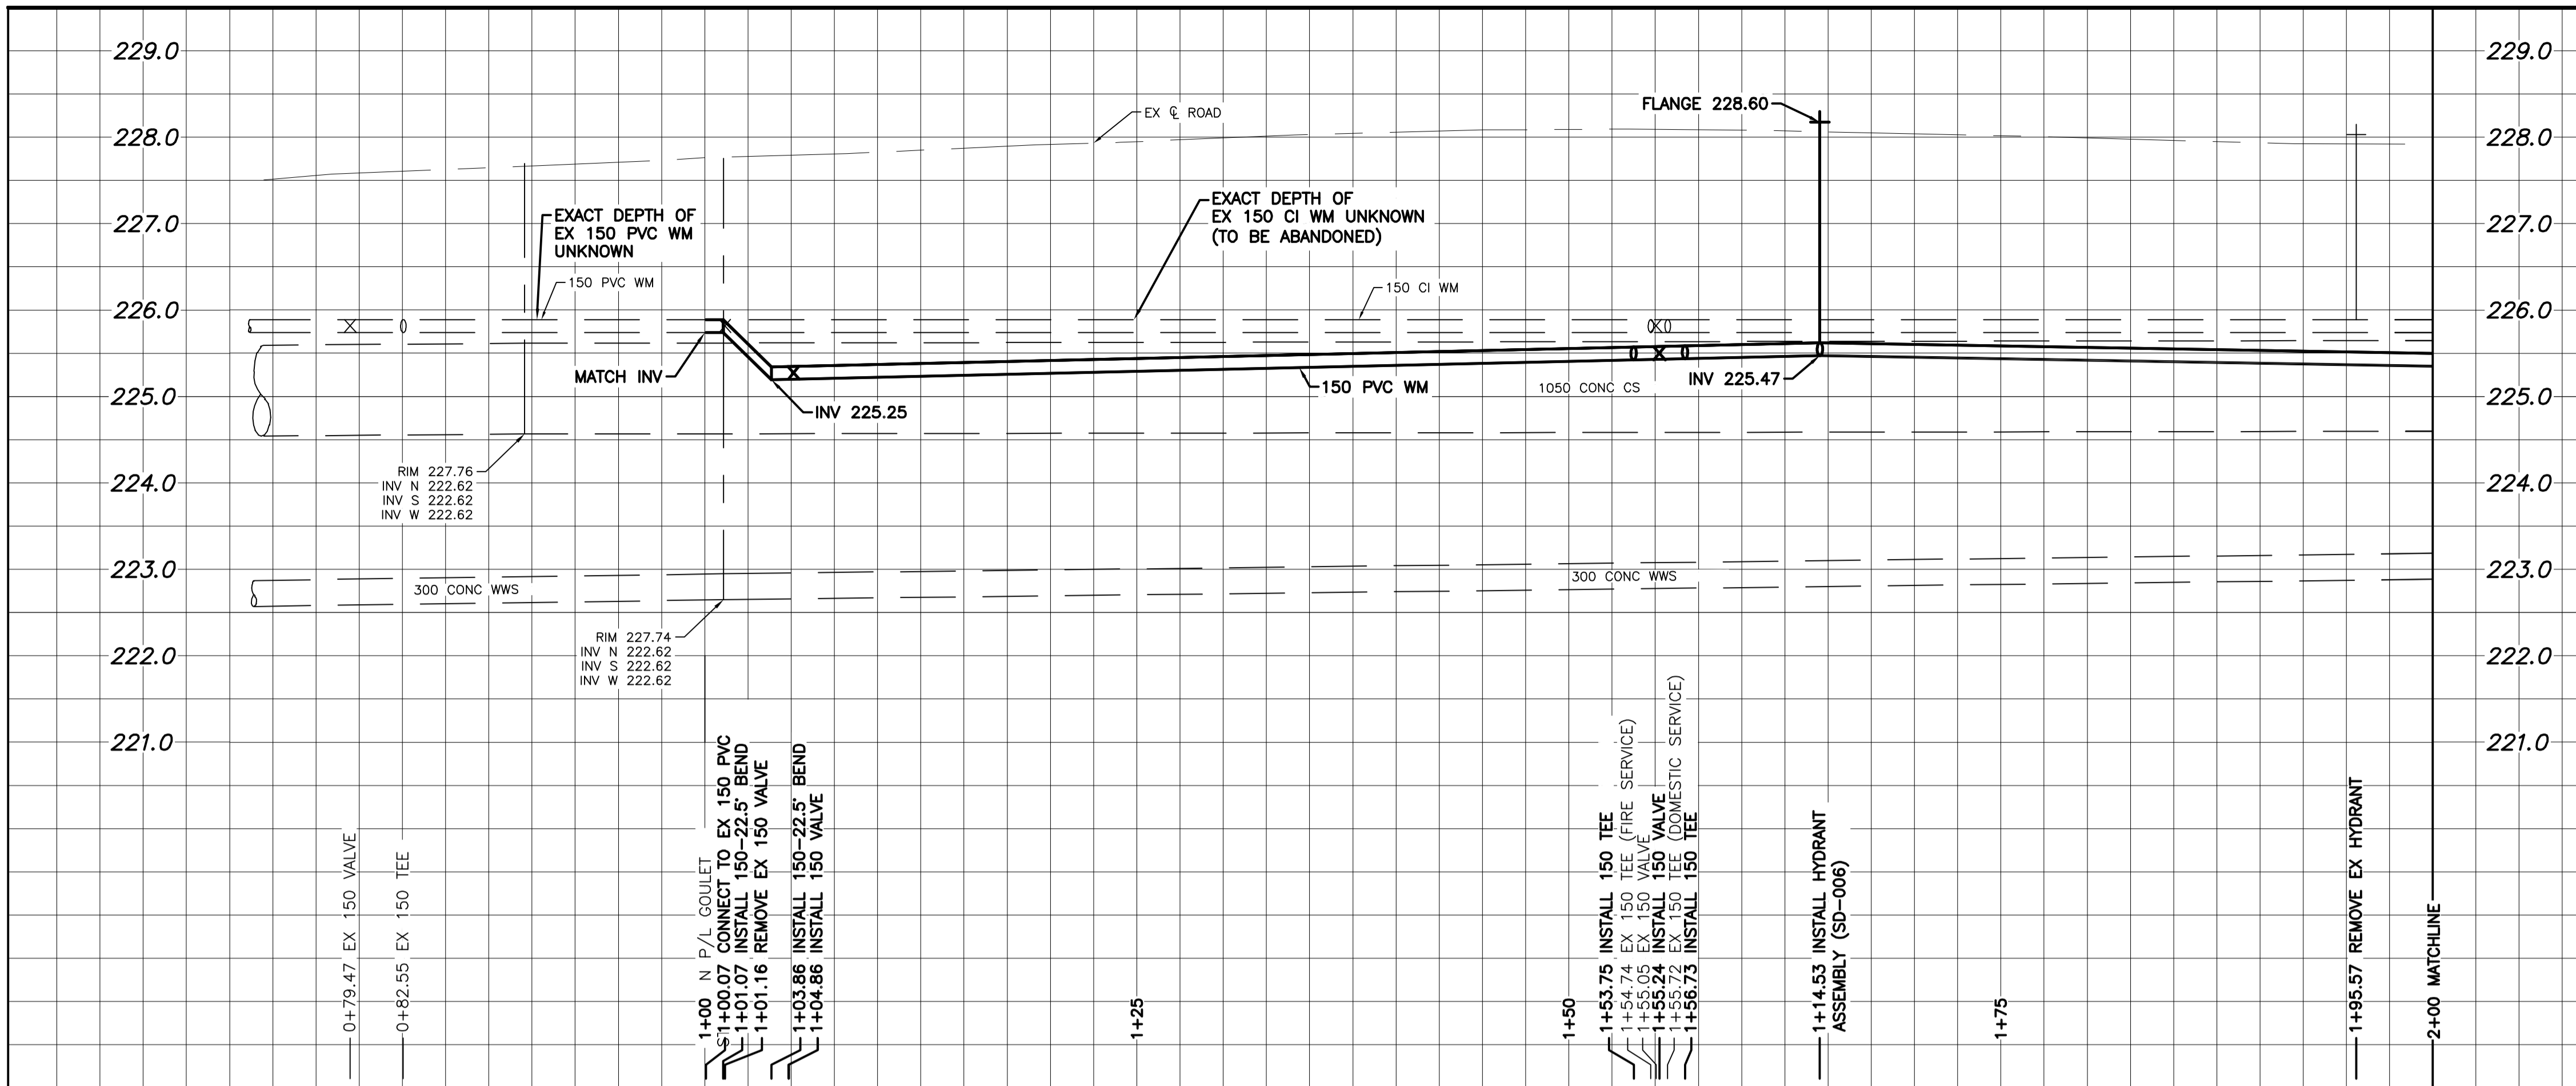 229.0
229.0
228.0
228.0
227.0
227.0
226.0
226.0
225.0
225.0
224.0
224.0
223.0
223.0
222.0
222.0
221.0
221.0
EX ℄ ROAD
FLANGE 228.60
EXACT DEPTH OF
EX 150 PVC WM
UNKNOWN
150 PVC WM
EXACT DEPTH OF
EX 150 CI WM UNKNOWN
(TO BE ABANDONED)
150 CI WM
MATCH INV
INV 225.25
150 PVC WM
1050 CONC CS
INV 225.47
RIM 227.76
INV N 222.62
INV S 222.62
INV W 222.62
300 CONC WWS
300 CONC WWS
RIM 227.74
INV N 222.62
INV S 222.62
INV W 222.62
0+79.47 EX 150 VALVE
0+82.55 EX 150 TEE
1+00 N P/L GOULET
ST
1+00.07 CONNECT TO EX 150 PVC
1+01.07 INSTALL 150-22.5° BEND
1+01.16 REMOVE EX 150 VALVE
1+03.86 INSTALL 150-22.5° BEND
1+04.86 INSTALL 150 VALVE
1+25
1+50
1+53.75 INSTALL 150 TEE
1+54.74 EX 150 TEE (FIRE SERVICE)
1+55.05 EX 150 VALVE
1+55.24 INSTALL 150 VALVE
1+55.72 EX 150 TEE (DOMESTIC SERVICE)
1+56.73 INSTALL 150 TEE
1+14.53 INSTALL HYDRANT
ASSEMBLY (SD-006)
1+75
1+95.57 REMOVE EX HYDRANT
2+00 MATCHLINE